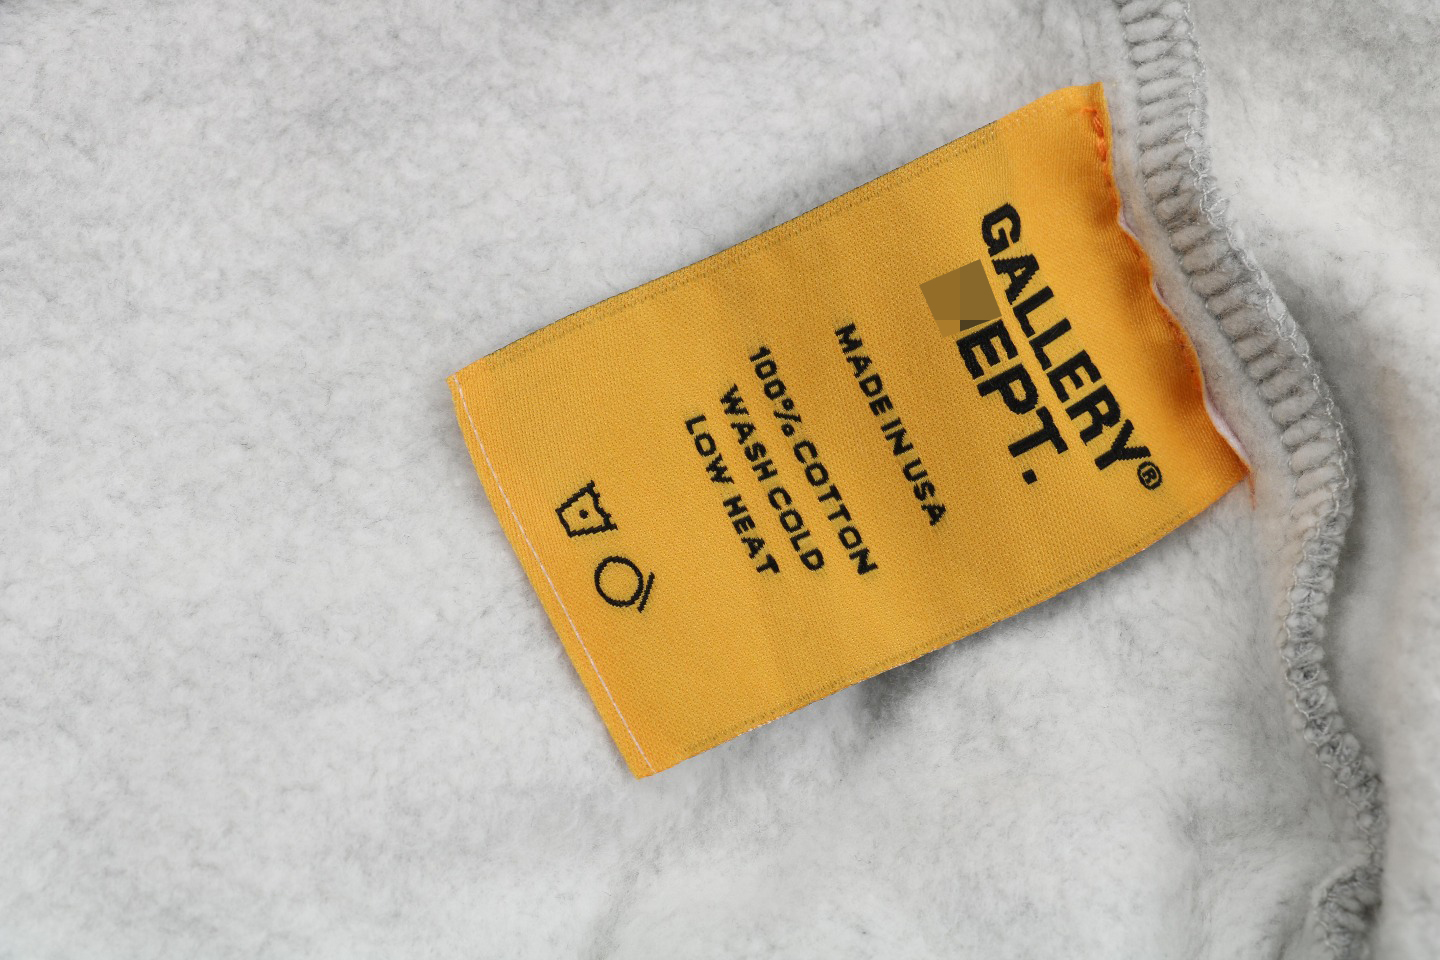 GALLERY®
EPT.
MADE IN USA
100% COTTON
WASH COLD
LOW HEAT